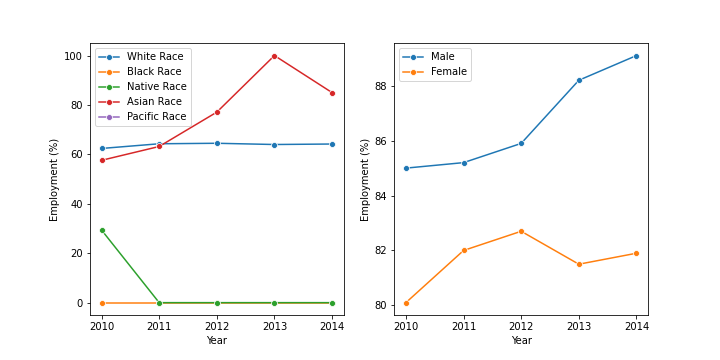 White Race
Black Race
Native Race
Asian Race
Pacific Race
100
80
60
40
20
0
Employment (%)
2010 2011 2012 2013 2014
Year
Male
Female
88
86
84
82
80
Employment (%)
2010 2011 2012 2013 2014
Year